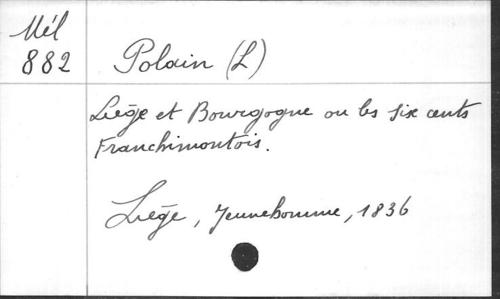 Mél
882
Polain (L)
Liège et Bourgogne ou les six cents
Franchimontois.
Liège, Jeunehomme, 1836